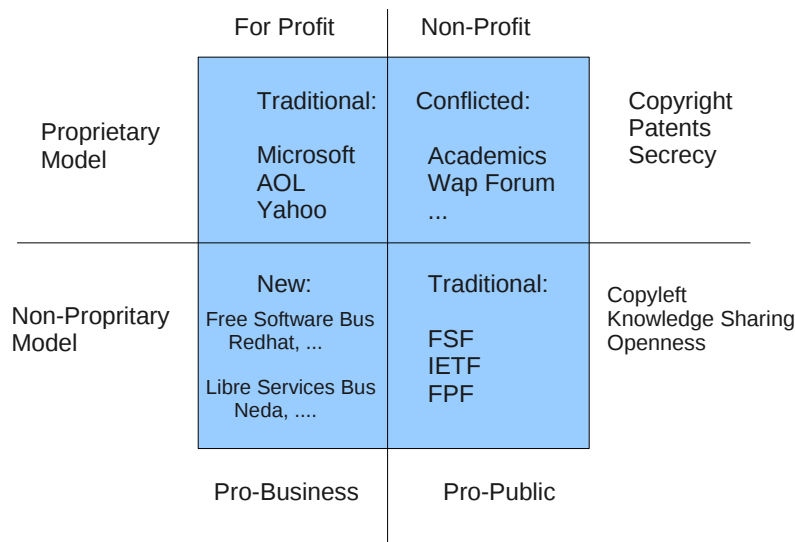 For Profit
Non-Profit
Proprietary
Model
Traditional:
Microsoft
AOL
Yahoo
Conflicted:
Academics
Wap Forum
...
Copyright
Patents
Secrecy
Non-Propritary
Model
New:
Free Software Bus
Redhat, ...
Libre Services Bus
Neda, ....
Traditional:
FSF
IETF
FPF
Copyleft
Knowledge Sharing
Openness
Pro-Business
Pro-Public